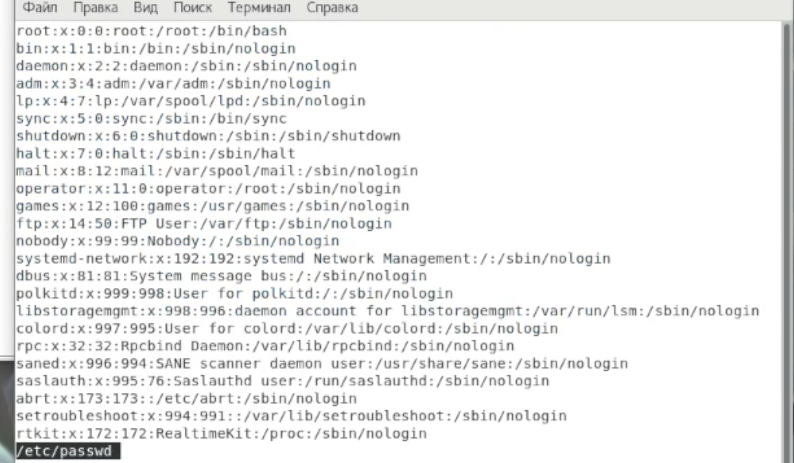 Файл Правка Вид Поиск Терминал Справка
root:x:0:0:root:/root:/bin/bash
bin:x:1:1:bin:/bin:/sbin/nologin
daemon:x:2:2:daemon:/sbin:/sbin/nologin
adm:x:3:4:adm:/var/adm:/sbin/nologin
lp:x:4:7:lp:/var/spool/lpd:/sbin/nologin
sync:x:5:0:sync:/sbin:/bin/sync
shutdown:x:6:0:shutdown:/sbin:/sbin/shutdown
halt:x:7:0:halt:/sbin:/sbin/halt
mail:x:8:12:mail:/var/spool/mail:/sbin/nologin
operator:x:11:0:operator:/root:/sbin/nologin
games:x:12:100:games:/usr/games:/sbin/nologin
ftp:x:14:50:FTP User:/var/ftp:/sbin/nologin
nobody:x:99:99:Nobody:/:/sbin/nologin
systemd-network:x:192:192:systemd Network Management:/:/sbin/nologin
dbus:x:81:81:System message bus:/:/sbin/nologin
polkitd:x:999:998:User for polkitd:/:/sbin/nologin
libstoragemgmt:x:998:996:daemon account for libstoragemgmt:/var/run/lsm:/sbin/nologin
colord:x:997:995:User for colord:/var/lib/colord:/sbin/nologin
rpc:x:32:32:Rpcbind Daemon:/var/lib/rpcbind:/sbin/nologin
saned:x:996:994:SANE scanner daemon user:/usr/share/sane:/sbin/nologin
saslauth:x:995:76:Saslauthd user:/run/saslauthd:/sbin/nologin
abrt:x:173:173::/etc/abrt:/sbin/nologin
setroubleshoot:x:994:991::/var/lib/setroubleshoot:/sbin/nologin
rtkit:x:172:172:RealtimeKit:/proc:/sbin/nologin
/etc/passwd